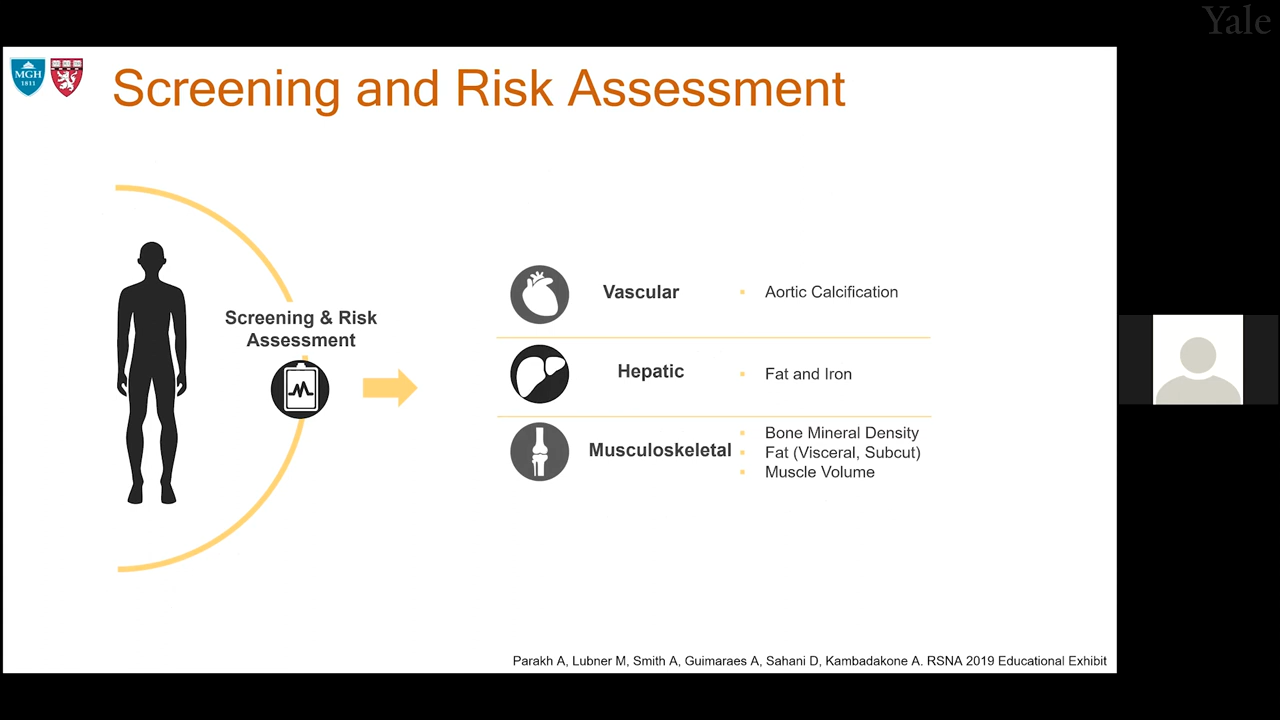 Yale
MGH
1811
Screening and Risk Assessment
Screening & Risk
Assessment
Vascular
▪ Aortic Calcification
Hepatic
▪ Fat and Iron
Musculoskeletal
▪ Bone Mineral Density
▪ Fat (Visceral, Subcut)
▪ Muscle Volume
Parakh A, Lubner M, Smith A, Guimaraes A, Sahani D, Kambadakone A. RSNA 2019 Educational Exhibit